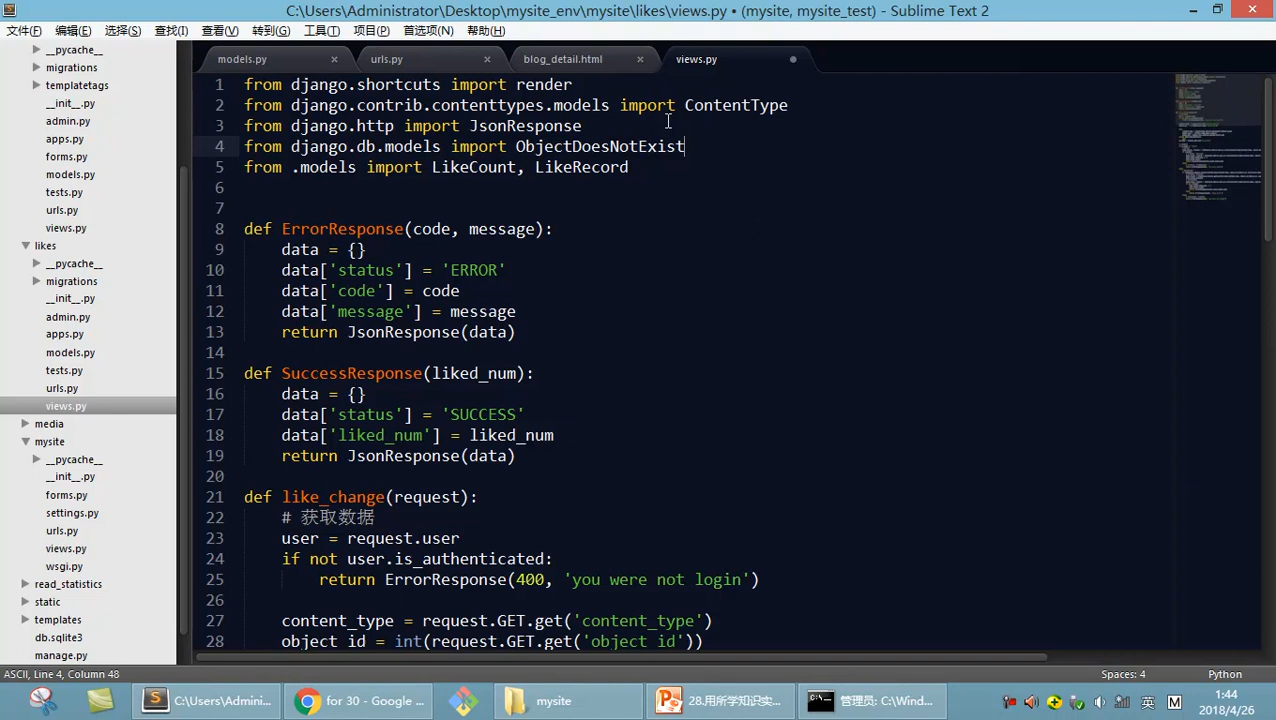 C:\Users\Administrator\Desktop\mysite_env\mysite\likes\views.py • (mysite, mysite_test) - Sublime Text 2
文件(F) 编辑(E) 选择(S) 查找(I) 查看(V) 转到(G) 工具(T) 项目(P) 首选项(N) 帮助(H)
__pycache__
migrations
templatetags
__init__.py
admin.py
apps.py
forms.py
models.py
tests.py
urls.py
views.py
likes
__pycache__
migrations
__init__.py
admin.py
apps.py
models.py
tests.py
urls.py
views.py
media
mysite
__pycache__
__init__.py
forms.py
settings.py
urls.py
views.py
wsgi.py
read_statistics
static
templates
db.sqlite3
manage.py
models.py urls.py blog_detail.html views.py
1 from django.shortcuts import render
2 from django.contrib.contenttypes.models import ContentType
3 from django.http import JsonResponse
4 from django.db.models import ObjectDoesNotExist
5 from .models import LikeCount, LikeRecord
6
7
8 def ErrorResponse(code, message):
9 data = {}
10 data['status'] = 'ERROR'
11 data['code'] = code
12 data['message'] = message
13 return JsonResponse(data)
14
15 def SuccessResponse(liked_num):
16 data = {}
17 data['status'] = 'SUCCESS'
18 data['liked_num'] = liked_num
19 return JsonResponse(data)
20
21 def like_change(request):
22 # 获取数据
23 user = request.user
24 if not user.is_authenticated:
25 return ErrorResponse(400, 'you were not login')
26
27 content_type = request.GET.get('content_type')
28 object_id = int(request.GET.get('object_id'))
ASCII, Line 4, Column 48 Spaces: 4 Python
C:\Users\Admini... for 30 - Google ... mysite 28.用所学知识实... 管理员: C:\Wind... 英 M 1:44
2018/4/26